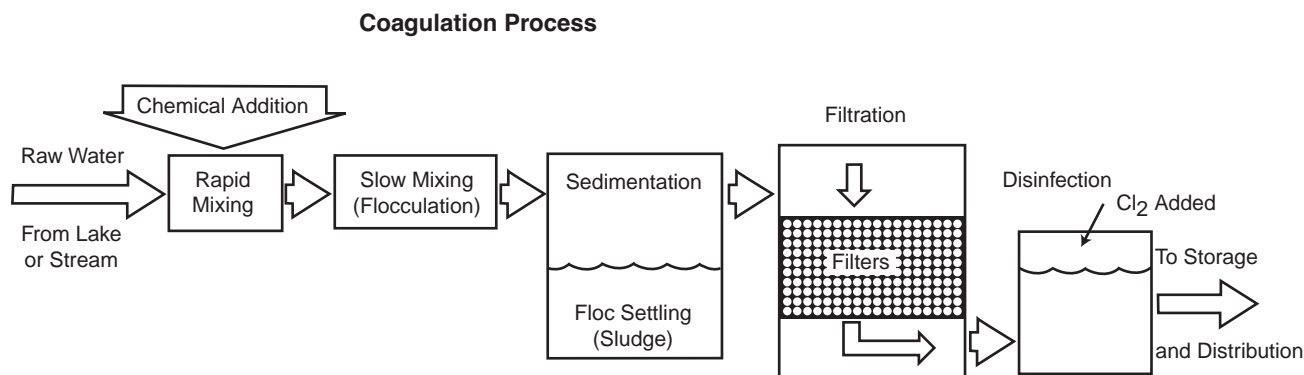 Coagulation Process
Chemical Addition
Raw Water
From Lake
or Stream
Rapid
Mixing
Slow Mixing
(Flocculation)
Sedimentation
Floc Settling
(Sludge)
Filtration
Filters
Disinfection
Cl₂ Added
To Storage
and Distribution